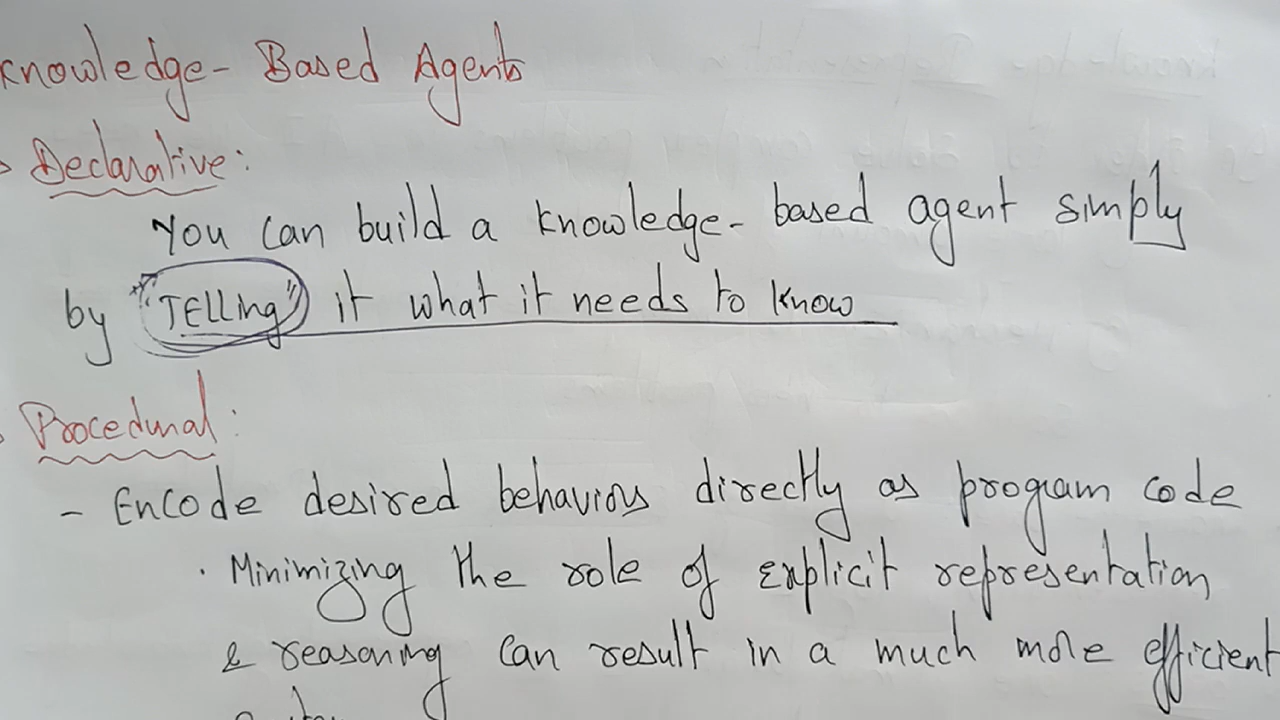 Knowledge- Based Agents
Declarative:
You can build a knowledge- based agent simply
by "TELLing" it what it needs to know
Procedural:
- Encode desired behaviors directly as program code
· Minimizing the role of explicit representation
& reasoning can result in a much more efficient